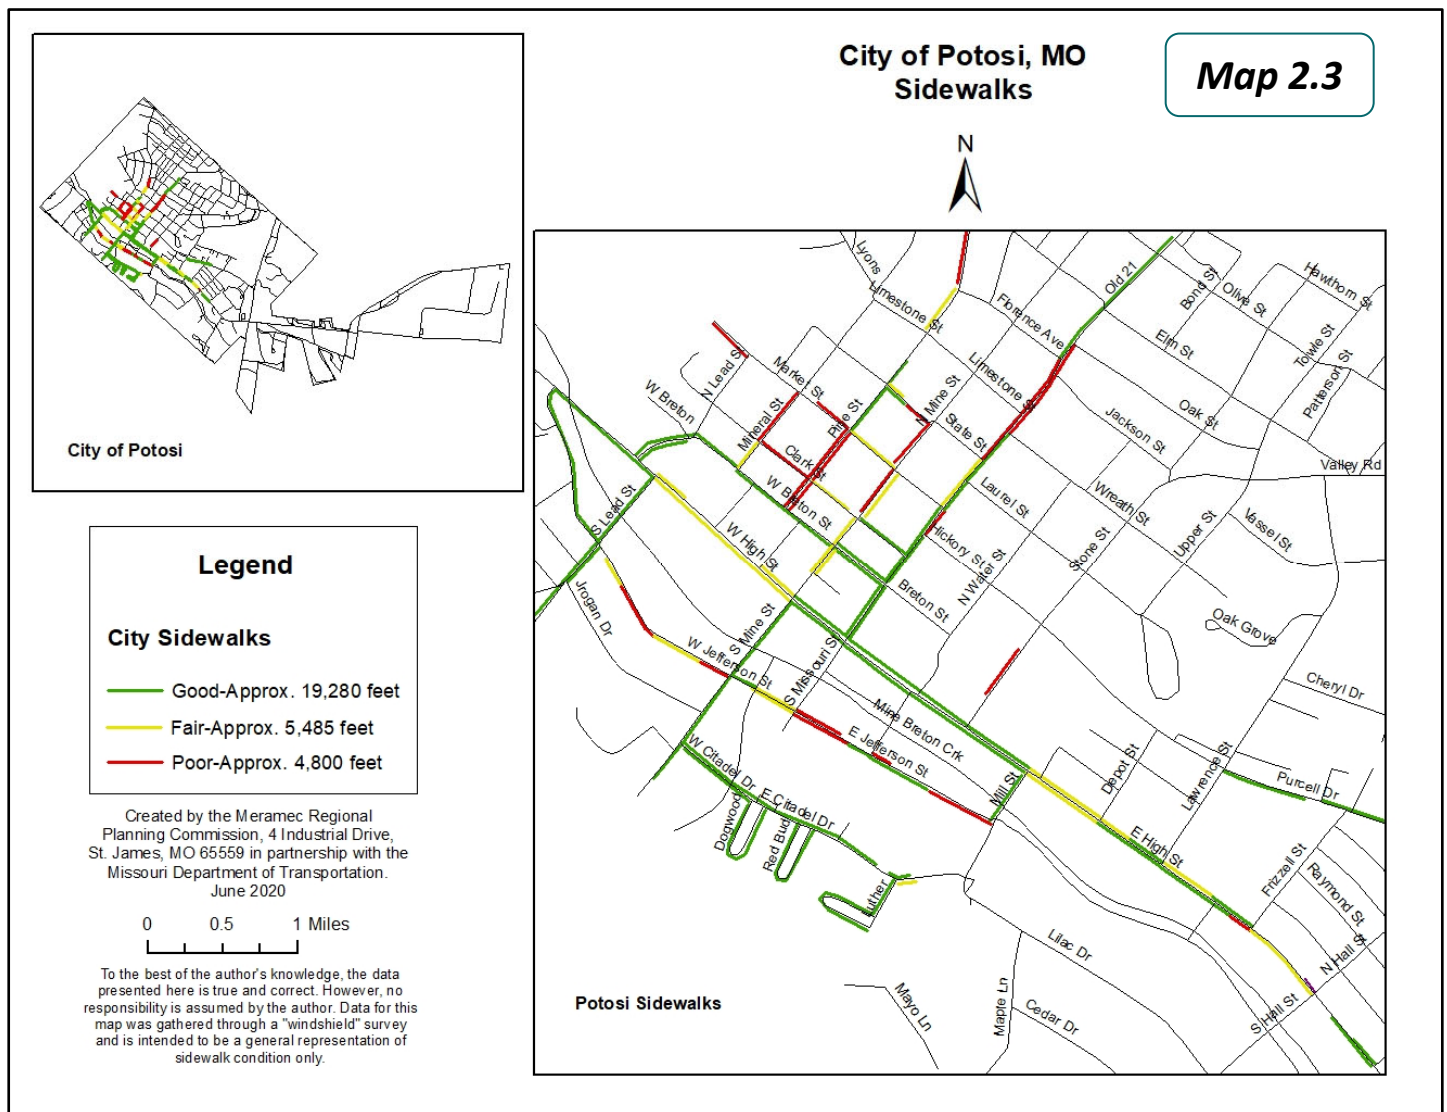 City of Potosi, MO
Sidewalks
Map 2.3
N
City of Potosi
Legend
City Sidewalks
Good-Approx. 19,280 feet
Fair-Approx. 5,485 feet
Poor-Approx. 4,800 feet
Created by the Meramec Regional
Planning Commission, 4 Industrial Drive,
St. James, MO 65559 in partnership with the
Missouri Department of Transportation.
June 2020
0 0.5 1 Miles
To the best of the author's knowledge, the data
presented here is true and correct. However, no
responsibility is assumed by the author. Data for this
map was gathered through a "windshield" survey
and is intended to be a general representation of
sidewalk condition only.
Lyons
Limestone St
Florence Ave
Old 21
Bond St
Olive St
Hawthorn St
Elm St
Towle St
Patterson St
N Lead St
Market St
W Breton
Mineral St
Pine St
N Mine St
Limestone St
State St
Jackson St
Oak St
Valley Rd
Clark St
W Breton St
Laurel St
Wreath St
Upper St
Vassel St
S Lead St
W High St
Hickory St
N Water St
Stone St
Breton St
Oak Grove
Jrogan Dr
S Mine St
W Jefferson St
S Missouri S
Mine Breton Crk
E Jefferson St
Cheryl Dr
W Citadel Dr
E Citadel Dr
Mill St
Depot St
Lawrence St
Purcell Dr
Dogwood
Red Bud
E High St
Frizzell St
Raymond St
Luther
Lilac Dr
N Hall St
S Hall St
Mayo Ln
Maple Ln
Cedar Dr
Potosi Sidewalks